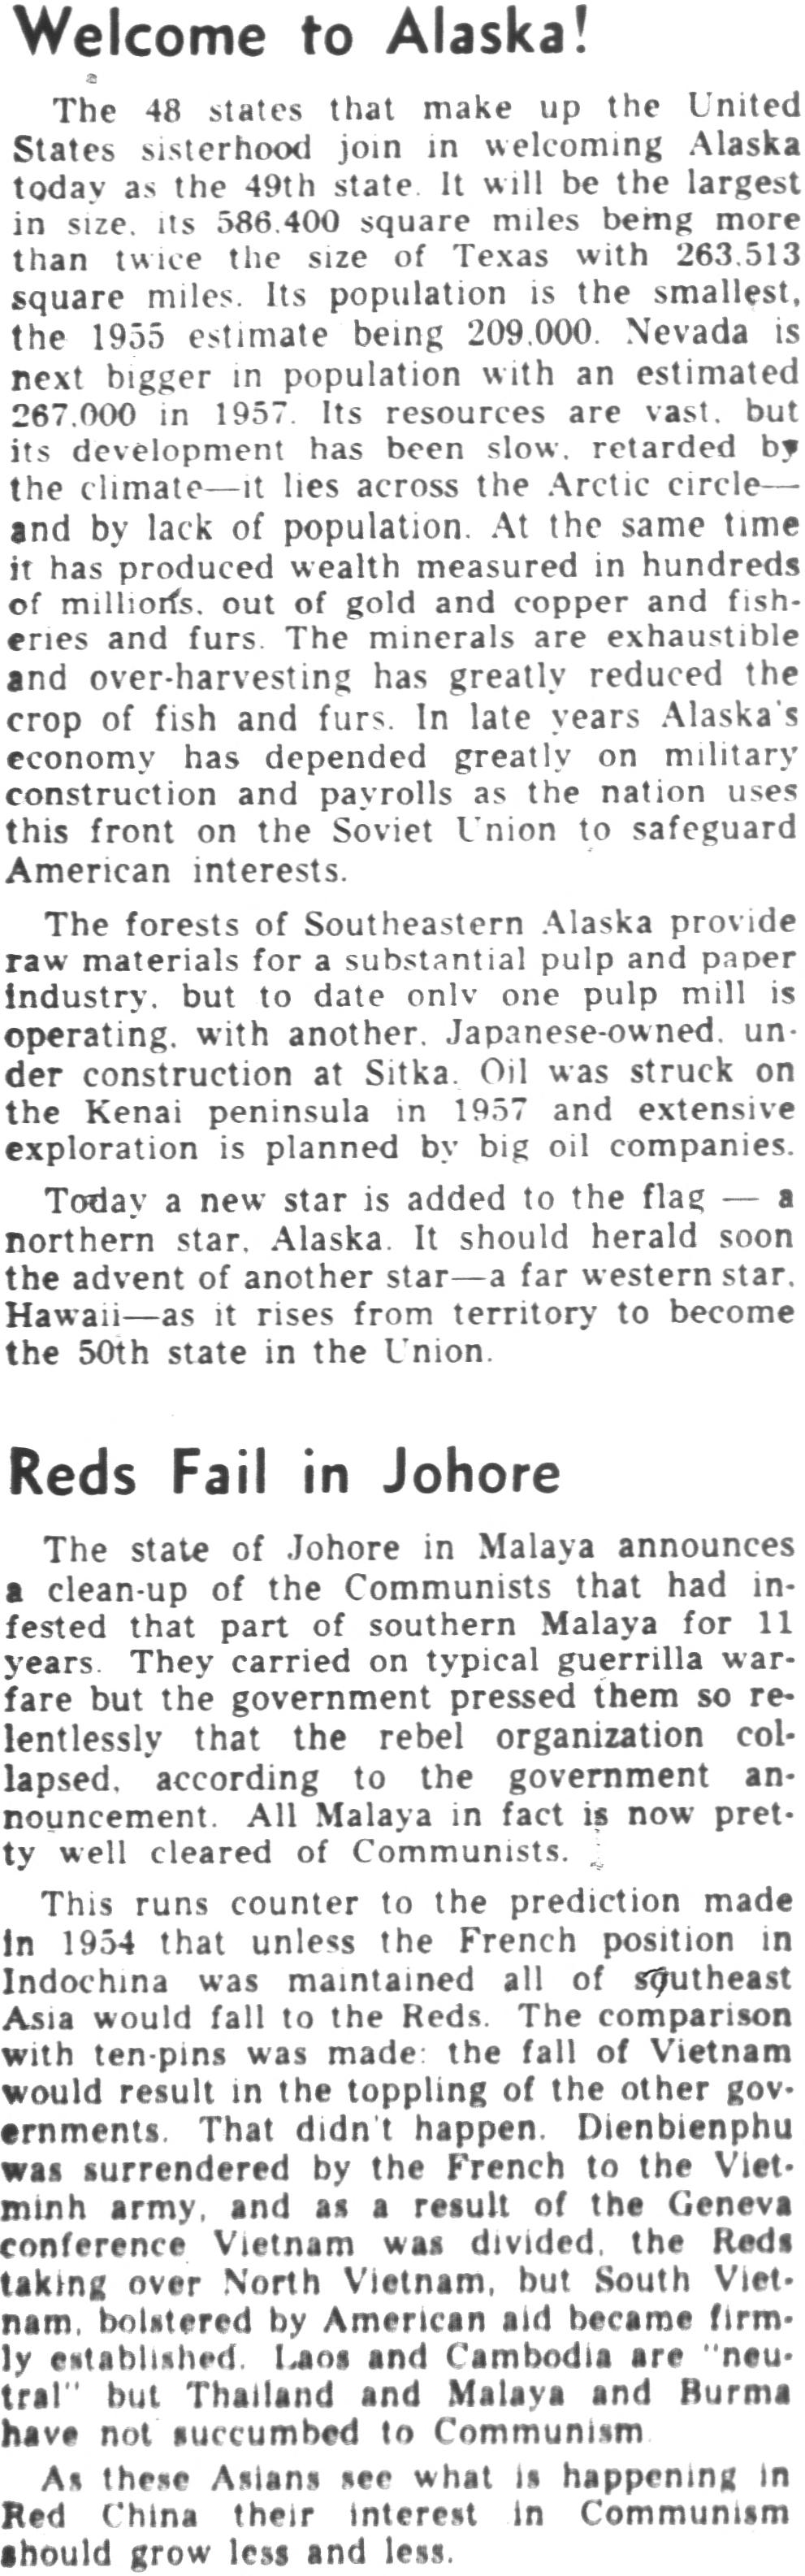 Welcome to Alaska!
The 48 states that make up the United
States sisterhood join in welcoming Alaska
today as the 49th state. It will be the largest
in size, its 586,400 square miles being more
than twice the size of Texas with 263,513
square miles. Its population is the smallest,
the 1955 estimate being 209,000. Nevada is
next bigger in population with an estimated
267,000 in 1957. Its resources are vast, but
its development has been slow, retarded by
the climate—it lies across the Arctic circle—
and by lack of population. At the same time
it has produced wealth measured in hundreds
of millions, out of gold and copper and fish-
eries and furs. The minerals are exhaustible
and over-harvesting has greatly reduced the
crop of fish and furs. In late years Alaska's
economy has depended greatly on military
construction and payrolls as the nation uses
this front on the Soviet Union to safeguard
American interests.
The forests of Southeastern Alaska provide
raw materials for a substantial pulp and paper
industry, but to date only one pulp mill is
operating, with another, Japanese-owned, un-
der construction at Sitka. Oil was struck on
the Kenai peninsula in 1957 and extensive
exploration is planned by big oil companies.
Today a new star is added to the flag — a
northern star, Alaska. It should herald soon
the advent of another star—a far western star,
Hawaii—as it rises from territory to become
the 50th state in the Union.
Reds Fail in Johore
The state of Johore in Malaya announces
a clean-up of the Communists that had in-
fested that part of southern Malaya for 11
years. They carried on typical guerrilla war-
fare but the government pressed them so re-
lentlessly that the rebel organization col-
lapsed, according to the government an-
nouncement. All Malaya in fact is now pret-
ty well cleared of Communists.
This runs counter to the prediction made
in 1954 that unless the French position in
Indochina was maintained all of southeast
Asia would fall to the Reds. The comparison
with ten-pins was made: the fall of Vietnam
would result in the toppling of the other gov-
ernments. That didn't happen. Dienbienphu
was surrendered by the French to the Viet-
minh army, and as a result of the Geneva
conference Vietnam was divided, the Reds
taking over North Vietnam, but South Viet-
nam, bolstered by American aid became firm-
ly established. Laos and Cambodia are "neu-
tral" but Thailand and Malaya and Burma
have not succumbed to Communism.
As these Asians see what is happening in
Red China their interest in Communism
should grow less and less.